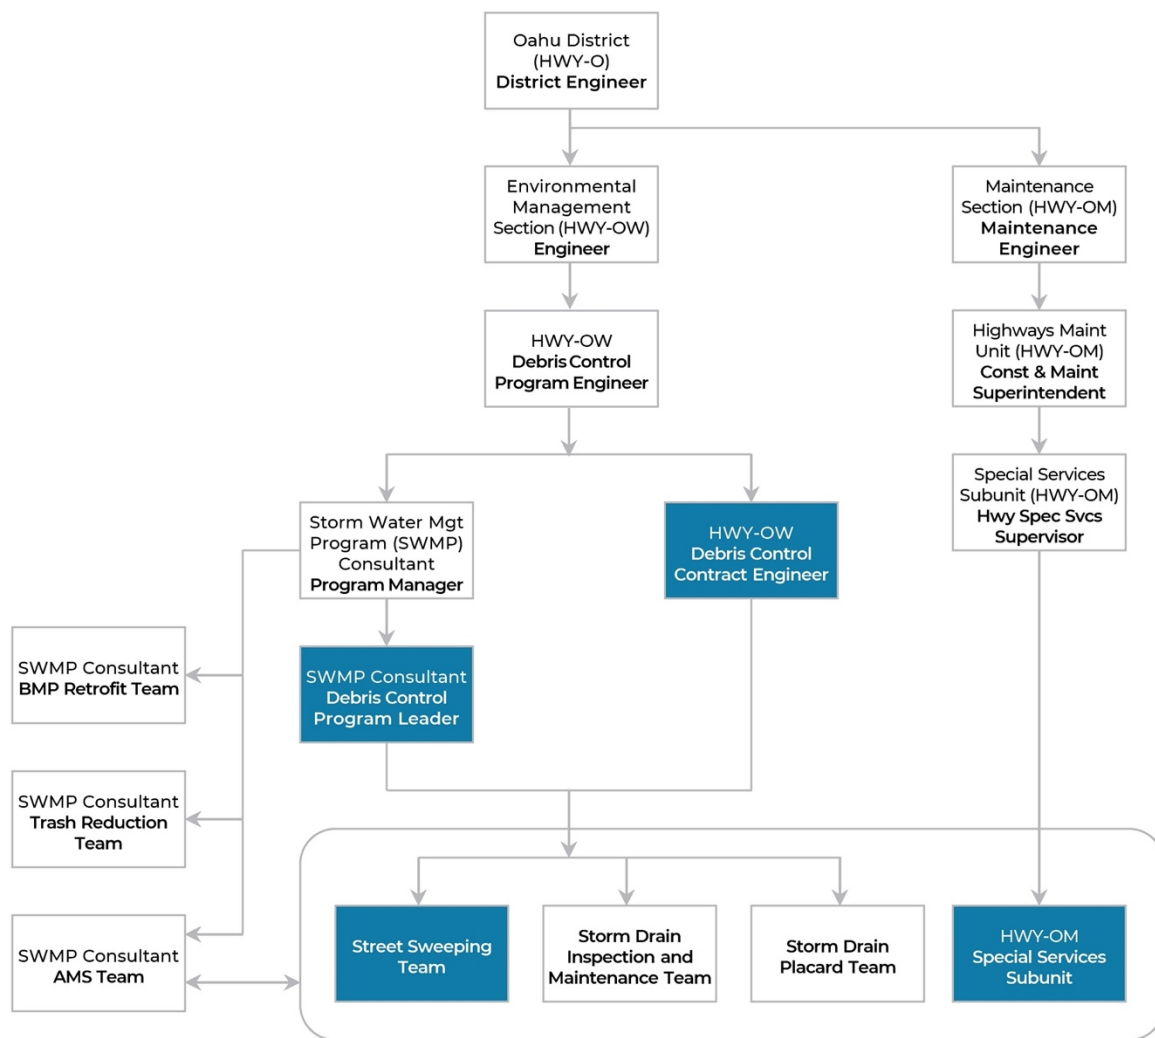 Oahu District
(HWY-O)
District Engineer
Environmental
Management
Section (HWY-OW)
Engineer
Maintenance
Section (HWY-OM)
Maintenance
Engineer
HWY-OW
Debris Control
Program Engineer
Highways Maint
Unit (HWY-OM)
Const & Maint
Superintendent
Storm Water Mgt
Program (SWMP)
Consultant
Program Manager
HWY-OW
Debris Control
Contract Engineer
Special Services
Subunit (HWY-OM)
Hwy Spec Svcs
Supervisor
SWMP Consultant
BMP Retrofit Team
SWMP Consultant
Debris Control
Program Leader
SWMP Consultant
Trash Reduction
Team
SWMP Consultant
AMS Team
Street Sweeping
Team
Storm Drain
Inspection and
Maintenance Team
Storm Drain
Placard Team
HWY-OM
Special Services
Subunit